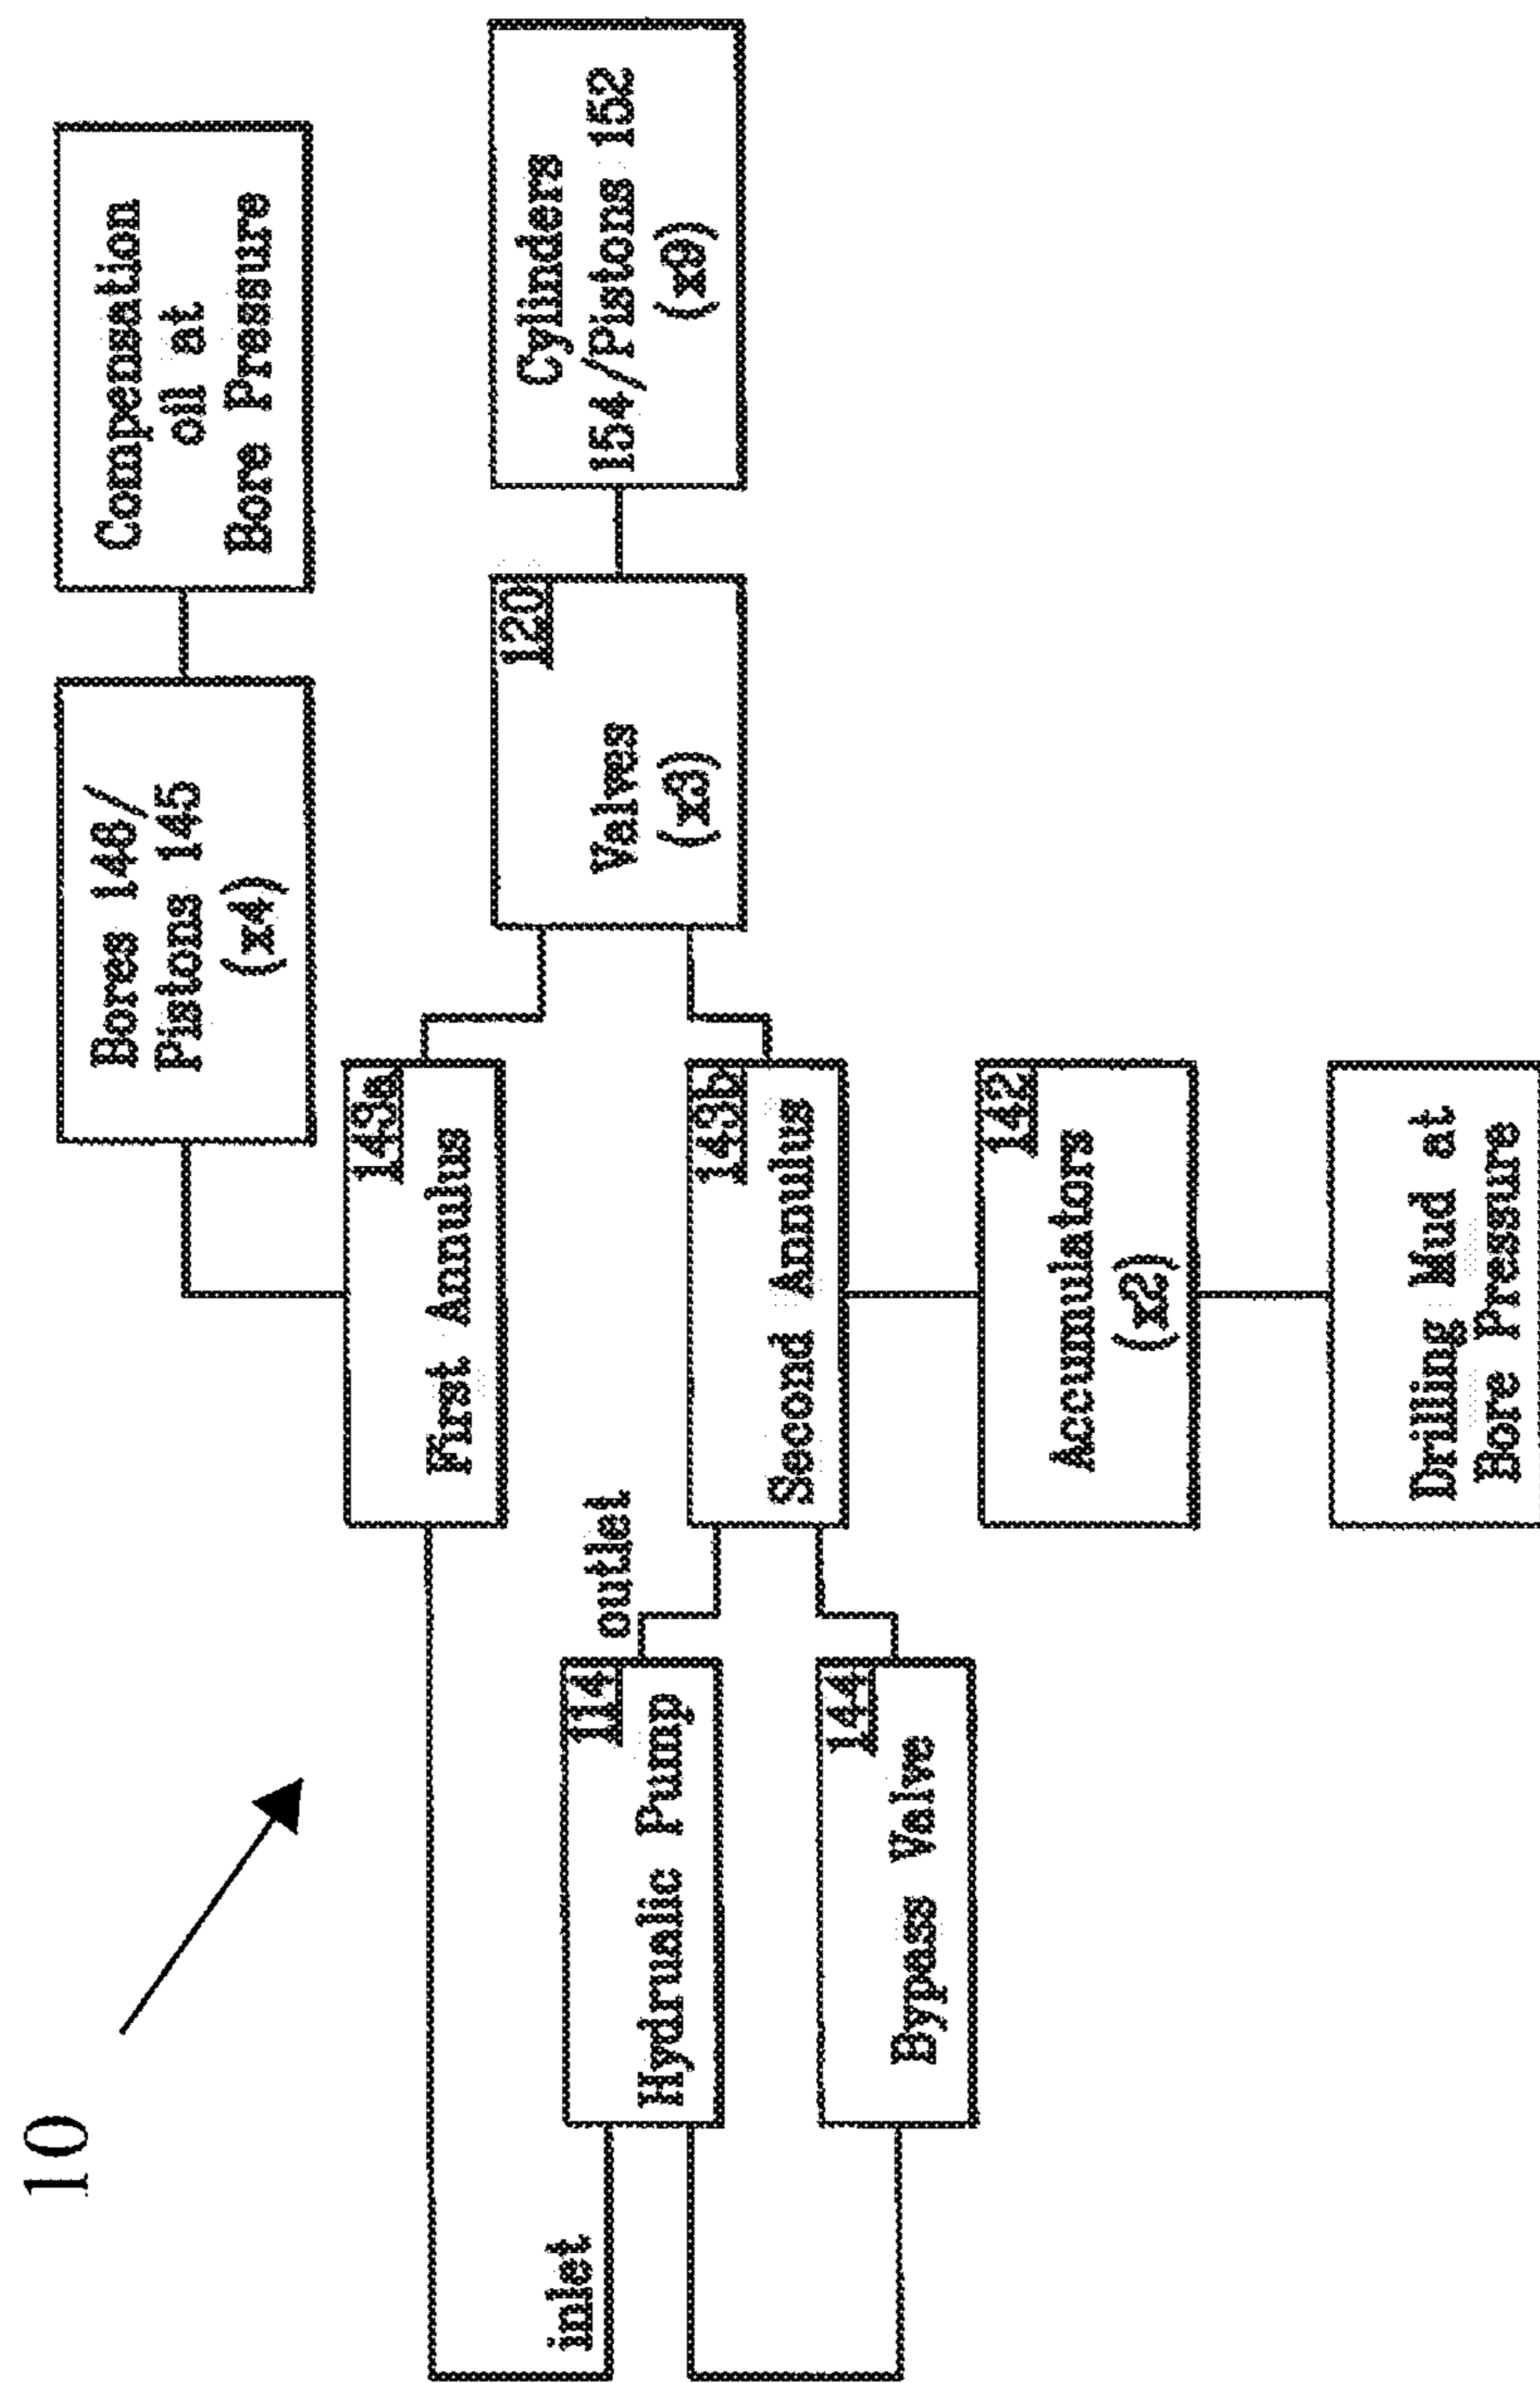 10
Bores 148/
Pistons 145
(x4)
Compensation
oil at
Bore Pressure
143a
First Annulus
120
Valves
(x3)
Cylinders
154/Pistons 152
(x9)
inlet
114
Hydrualic Pump
outlet
143b
Second Annulus
144
Bypass Valve
142
Accumulators
(x2)
Drilling Mud at
Bore Pressure